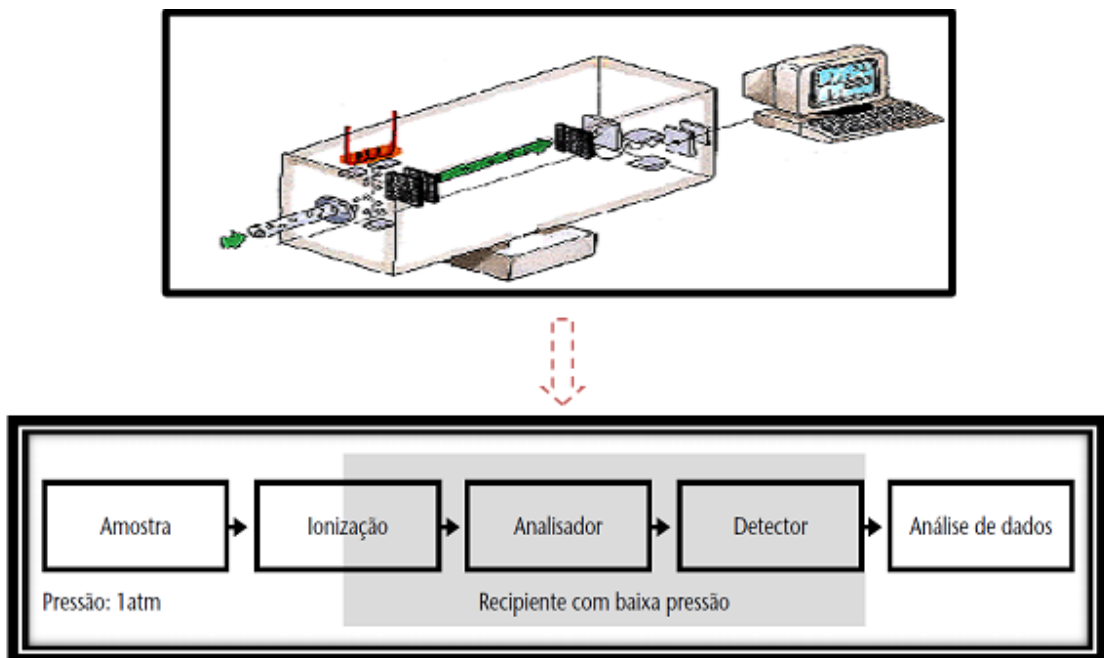 Amostra
Ionização
Analisador
Detector
Análise de dados
Pressão: 1atm
Recipiente com baixa pressão